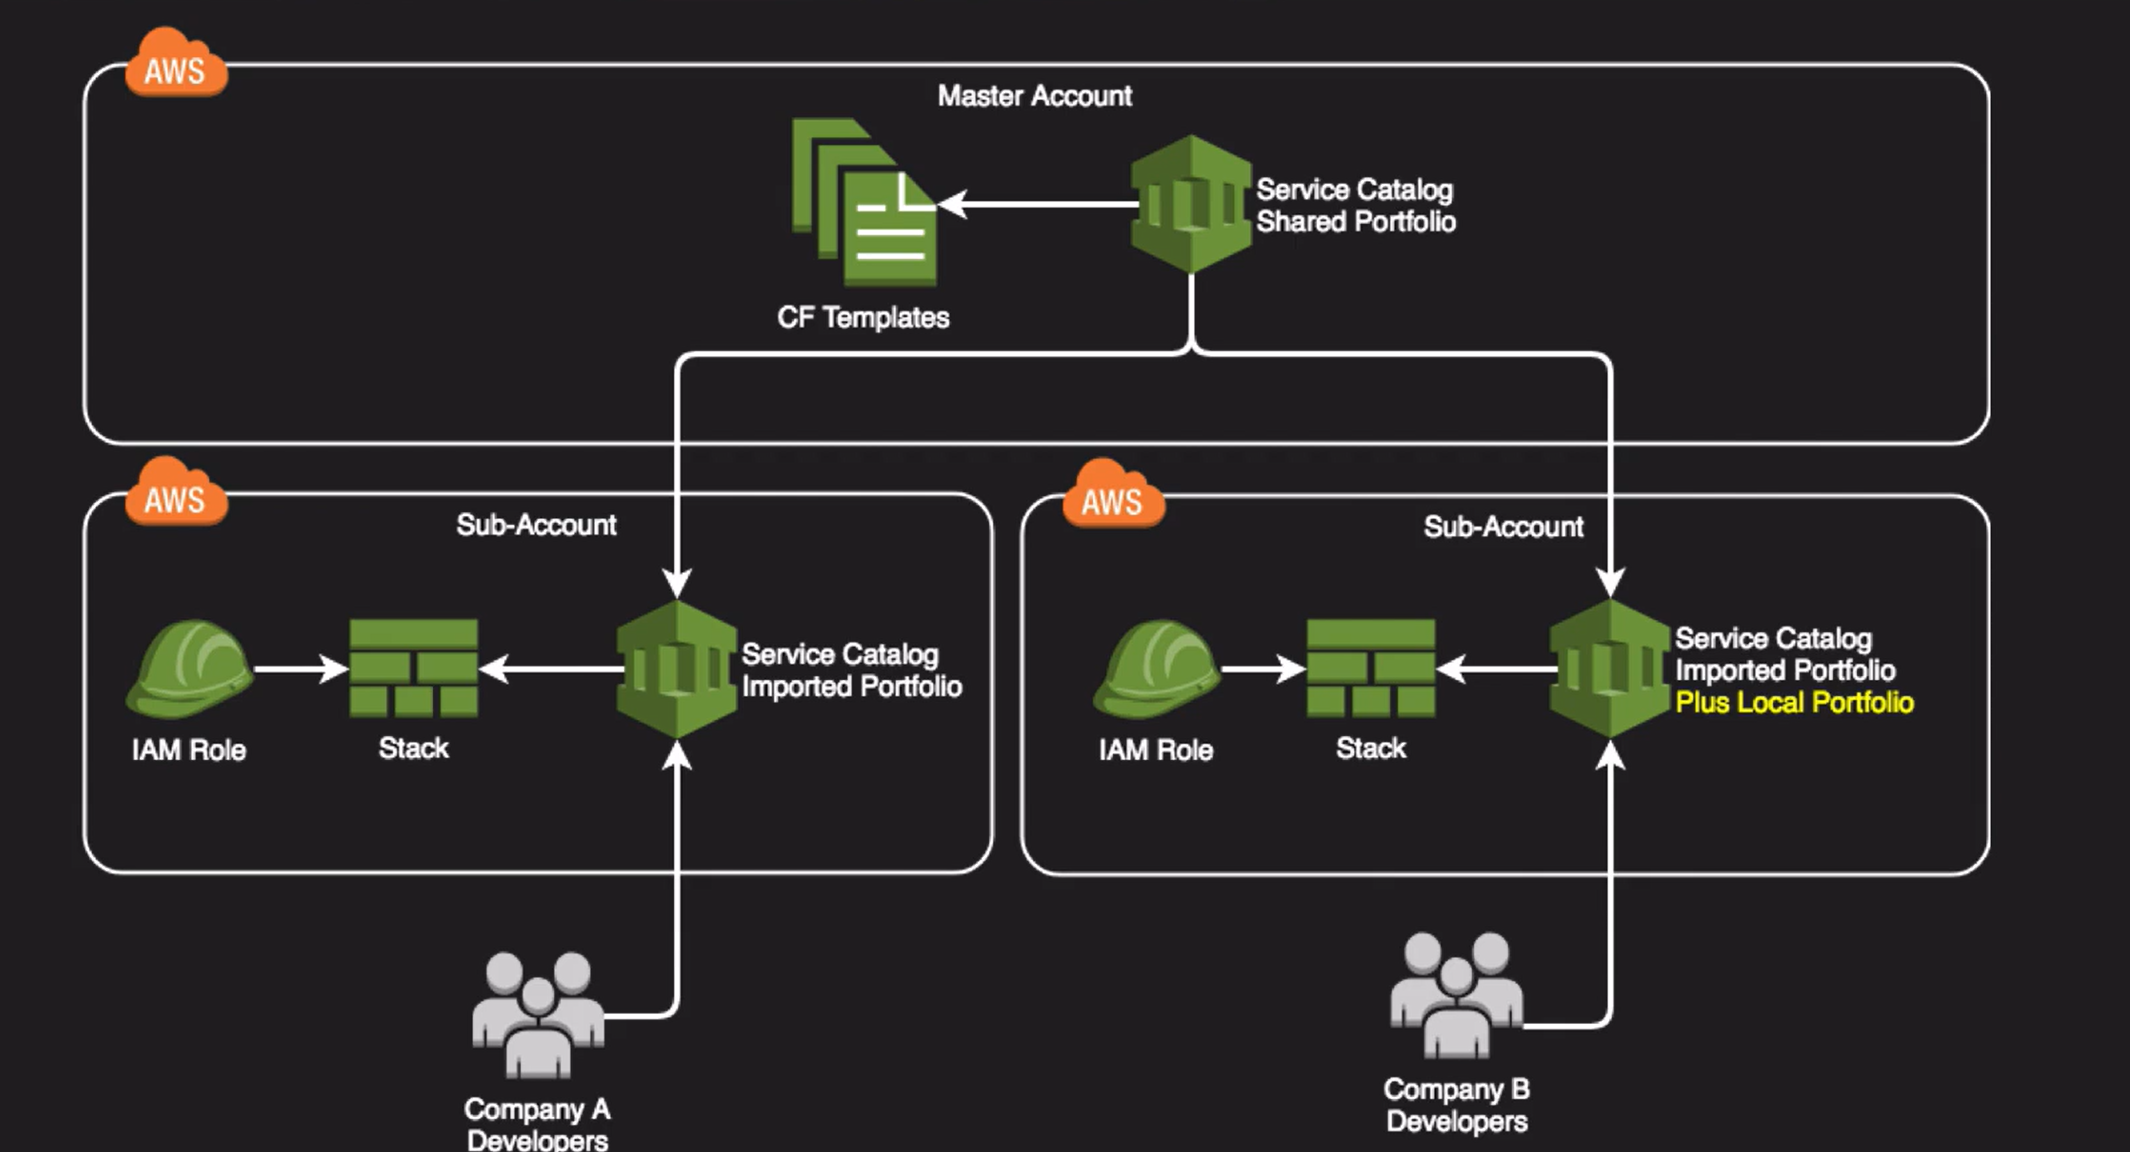 AWS
Master Account
Service Catalog
Shared Portfolio
CF Templates
AWS
Sub-Account
Service Catalog
Imported Portfolio
IAM Role
Stack
AWS
Sub-Account
Service Catalog
Imported Portfolio
Plus Local Portfolio
IAM Role
Stack
Company A
Developers
Company B
Developers